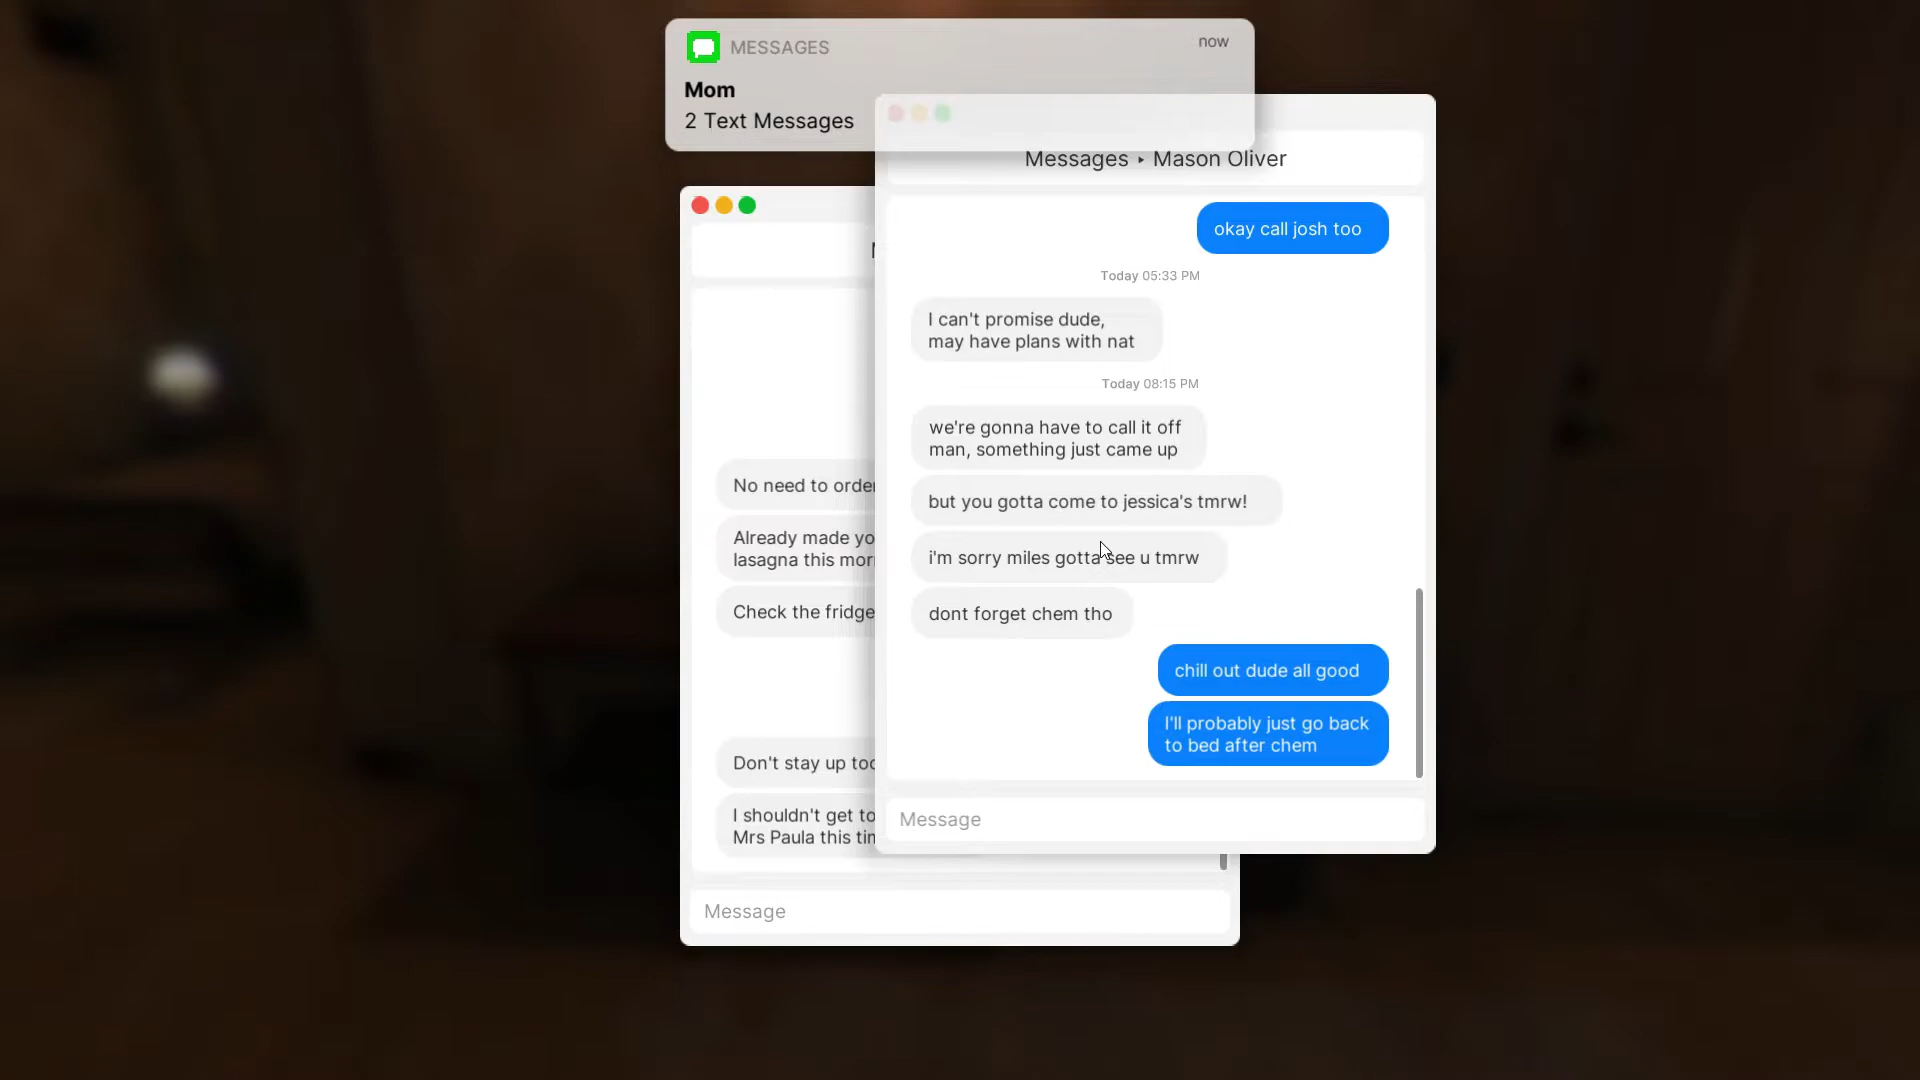 MESSAGES
now
Mom
2 Text Messages
Messages ▸ Mason Oliver
okay call josh too
Today 05:33 PM
I can't promise dude,
may have plans with nat
Today 08:15 PM
we're gonna have to call it off
man, something just came up
but you gotta come to jessica's tmrw!
i'm sorry miles gotta see u tmrw
dont forget chem tho
chill out dude all good
I'll probably just go back
to bed after chem
Message
No need to order
Already made yo
lasagna this mor
Check the fridge
Don't stay up too
I shouldn't get to
Mrs Paula this tim
Message